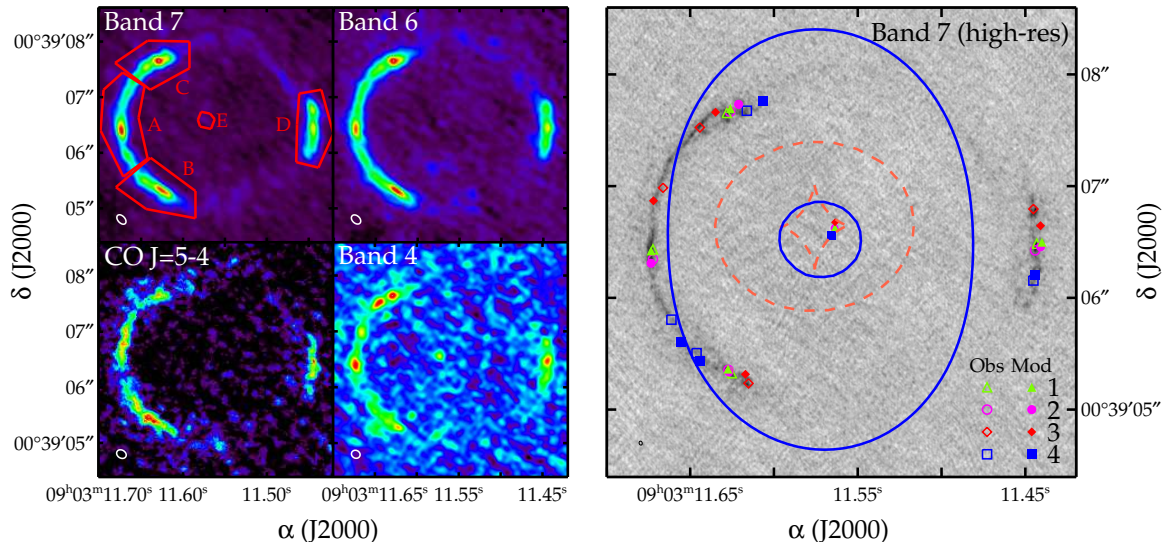 Band 7
Band 6
C
A
E
D
B
CO J=5-4
Band 4
00°39′08″
07″
06″
05″
08″
07″
06″
00°39′05″
δ (J2000)
09ʰ03ᵐ11.70ˢ
11.60ˢ
11.50ˢ
09ʰ03ᵐ11.65ˢ
11.55ˢ
11.45ˢ
α (J2000)
Band 7 (high-res)
08″
07″
06″
00°39′05″
δ (J2000)
Obs Mod
1
2
3
4
09ʰ03ᵐ11.65ˢ
11.55ˢ
11.45ˢ
α (J2000)